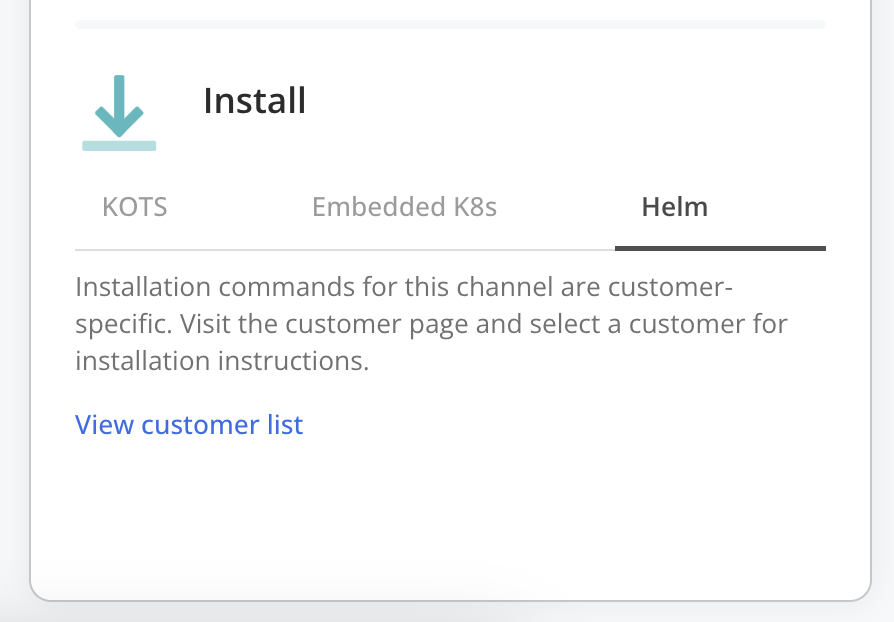 Install
KOTS
Embedded K8s
Helm
Installation commands for this channel are customer-
specific. Visit the customer page and select a customer for
installation instructions.
View customer list